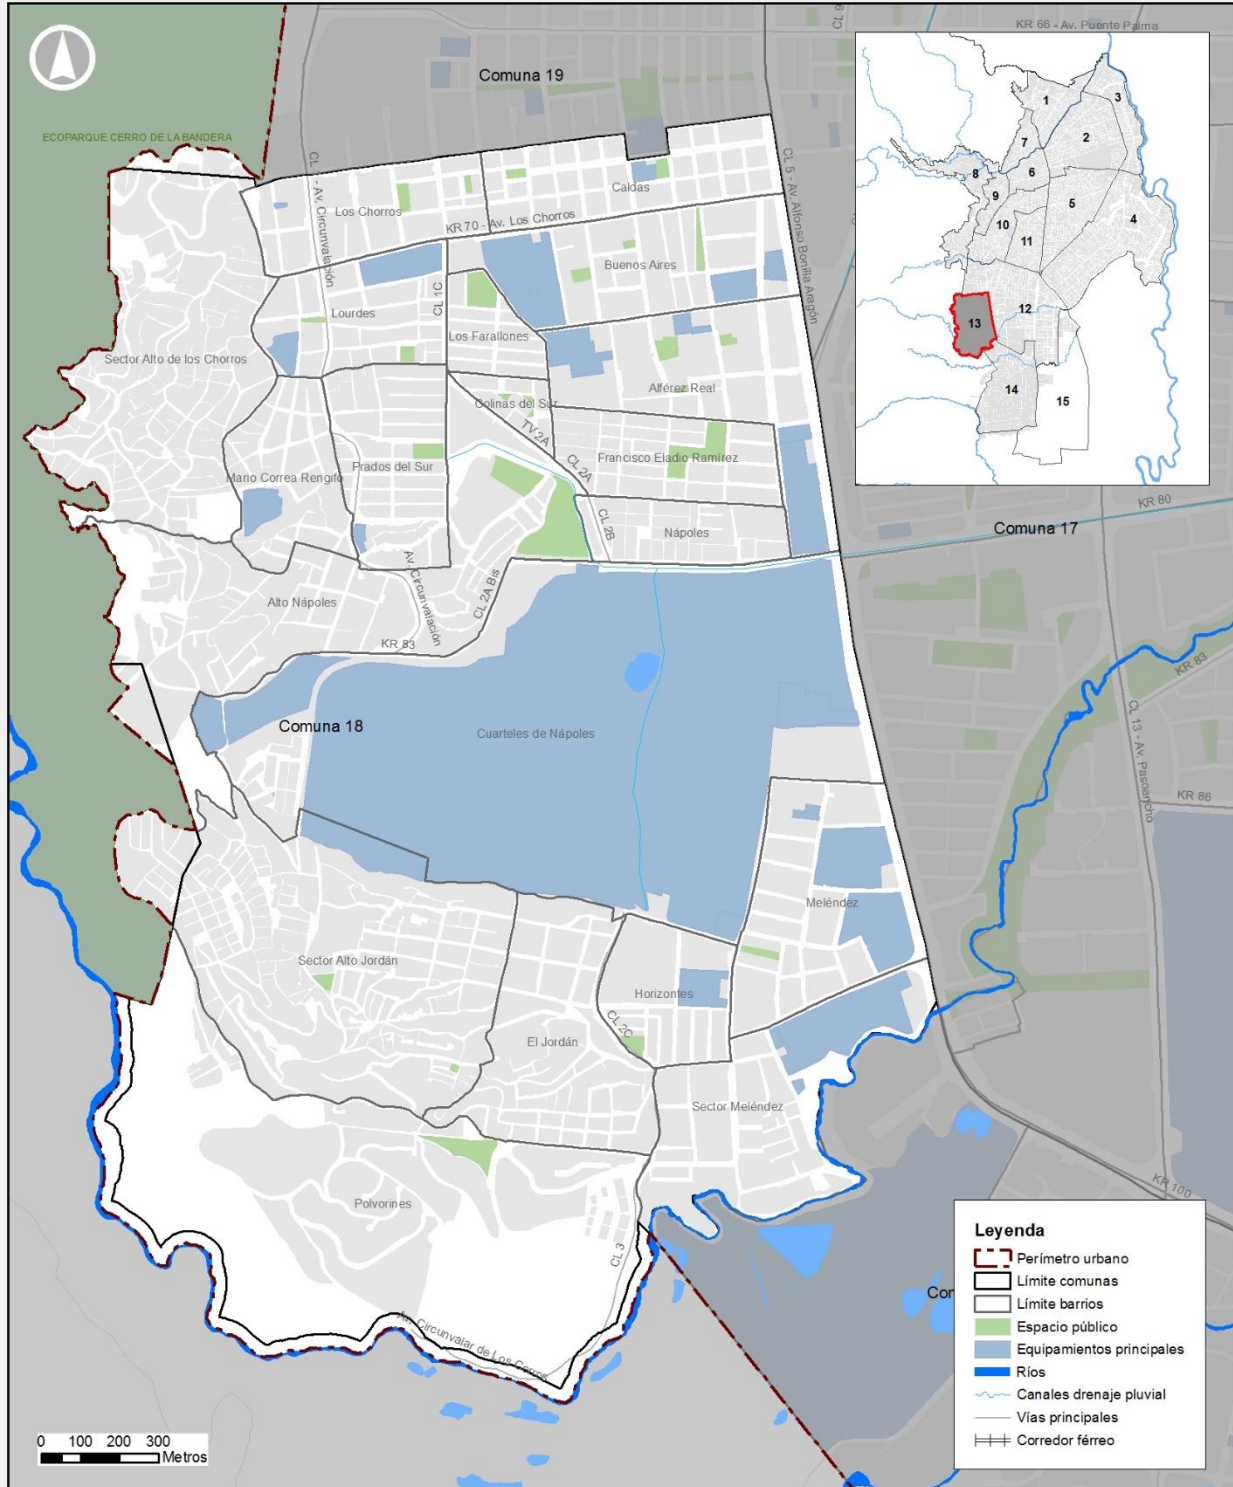 CL 9
KR 66 - Av. Puente Palma
Comuna 19
ECOPARQUE CERRO DE LA BANDERA
CL 1 - Av. Circunvalación
CL 5 - Av. Alfonso Bonilla Aragón
Caldas
Los Chorros
KR 70 - Av. Los Chorros
Buenos Aires
CL 1C
Lourdes
Los Farallones
Sector Alto de los Chorros
Alférez Real
Colinas del Sur
TV 2A
CL 2A
Francisco Eladio Ramírez
Prados del Sur
Mario Correa Rengifo
CL 2B
Nápoles
Av. Circunvalación
CL 2A Bis
Alto Nápoles
KR 83
Comuna 18
Cuarteles de Nápoles
Meléndez
Sector Alto Jordán
Horizontes
CL 2C
El Jordán
Sector Meléndez
Polvorines
CL 3
Av. Circunvalar de Los Cerros
1
3
2
7
6
8
9
5
4
10
11
12
13
14
15
KR 80
Comuna 17
KR 83
CL 13 - Av. Pasoancho
KR 86
KR 100
Leyenda
Perímetro urbano
Límite comunas
Límite barrios
Espacio público
Equipamientos principales
Ríos
Canales drenaje pluvial
Vías principales
Corredor férreo
0 100 200 300
Metros